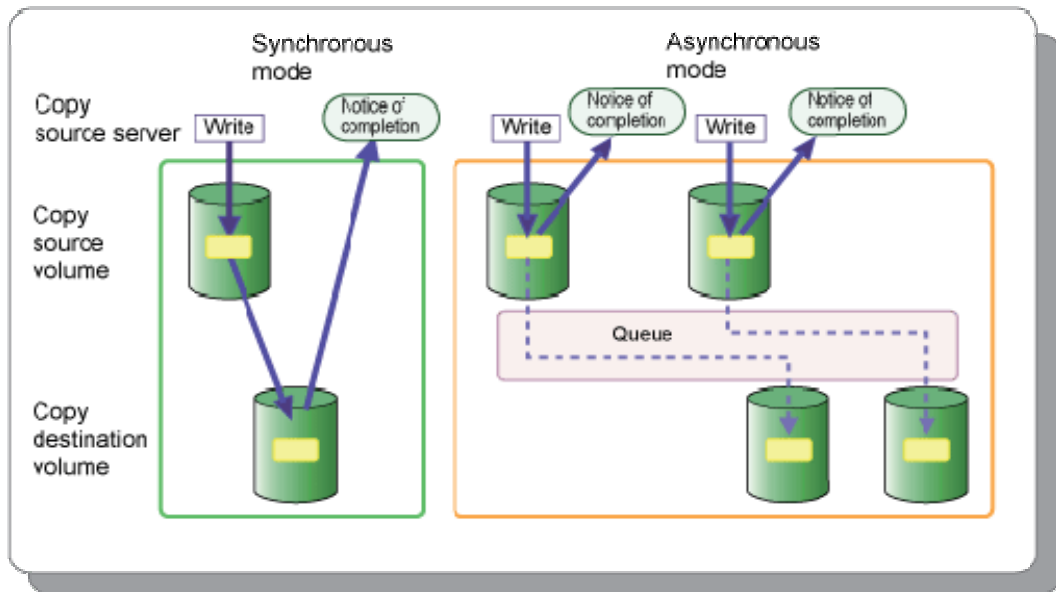 Synchronous
mode
Asynchronous
mode
Copy
source server
Write
Notice of
completion
Write
Notice of
completion
Write
Notice of
completion
Copy
source
volume
Queue
Copy
destination
volume